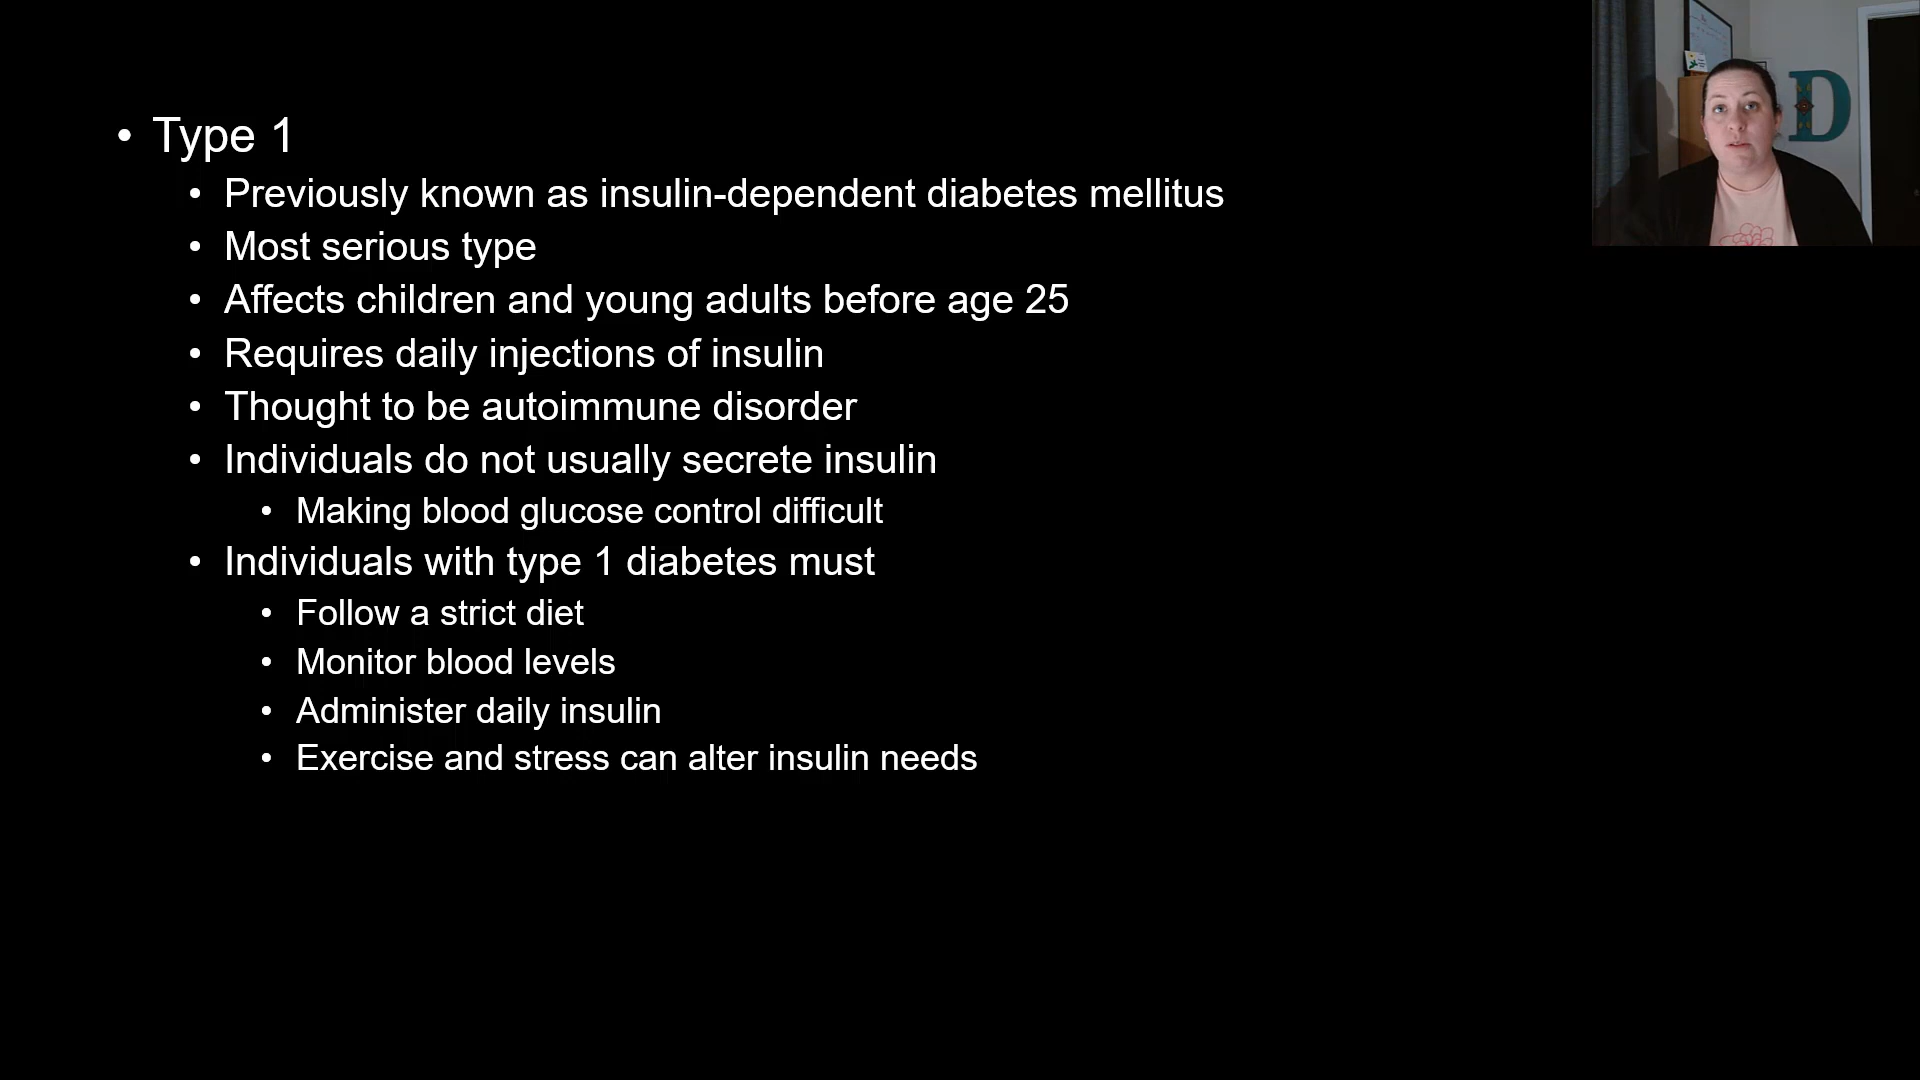 • Type 1
• Previously known as insulin-dependent diabetes mellitus
• Most serious type
• Affects children and young adults before age 25
• Requires daily injections of insulin
• Thought to be autoimmune disorder
• Individuals do not usually secrete insulin
• Making blood glucose control difficult
• Individuals with type 1 diabetes must
• Follow a strict diet
• Monitor blood levels
• Administer daily insulin
• Exercise and stress can alter insulin needs
D